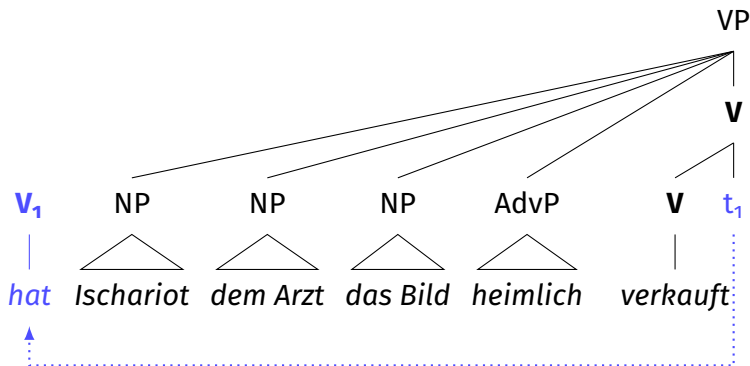 VP
V
V₁ NP NP NP AdvP V t₁
hat Ischariot dem Arzt das Bild heimlich verkauft